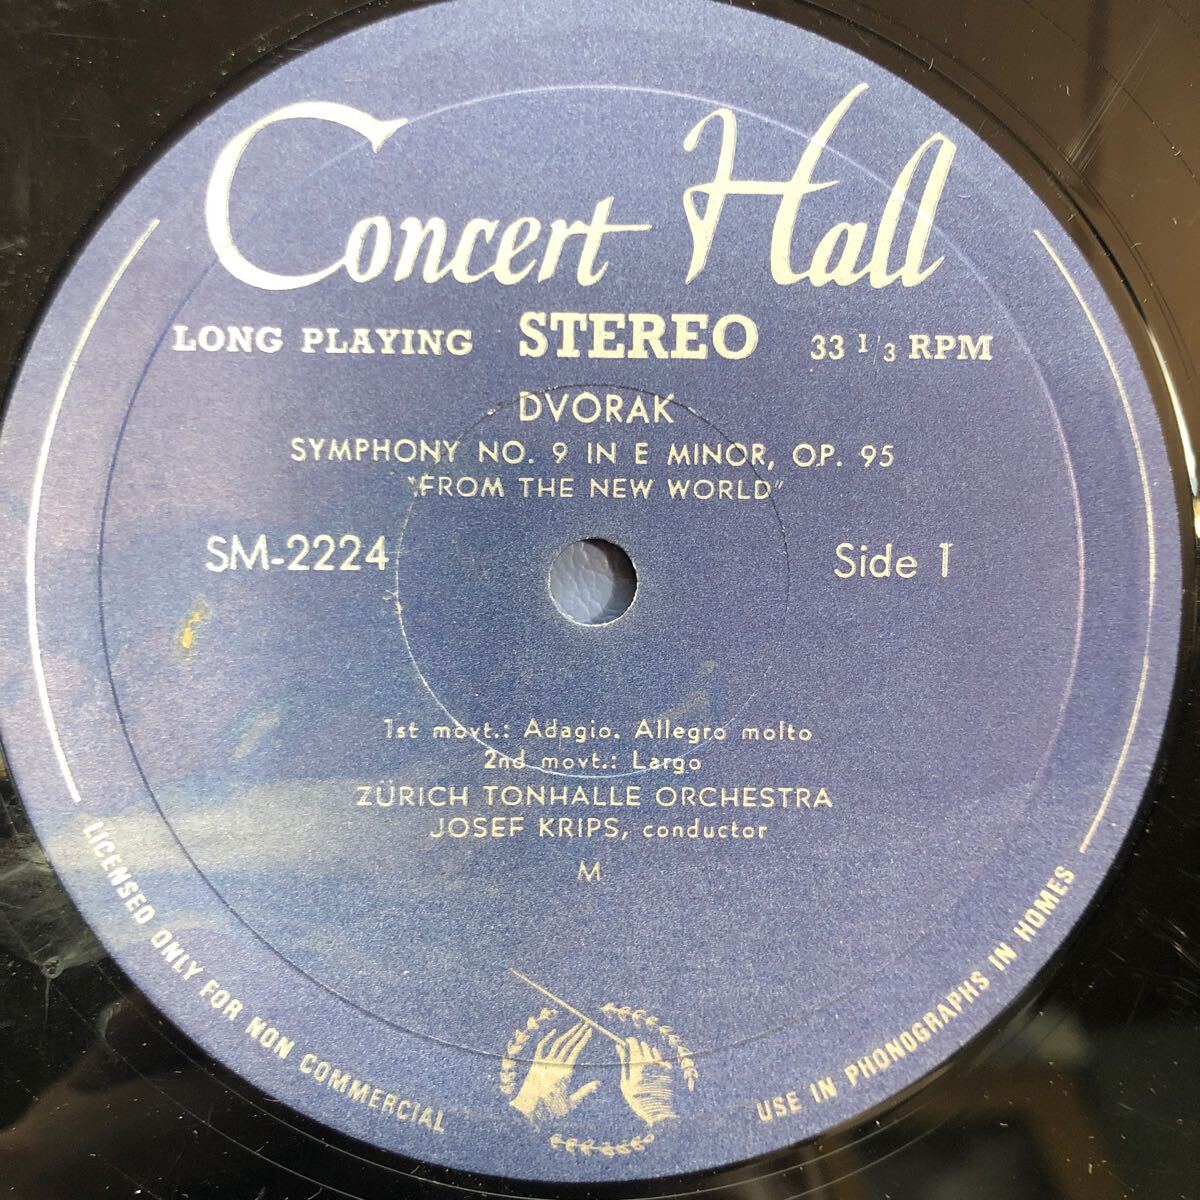 Concert Hall
LONG PLAYING STEREO 33 1/3 RPM
DVORAK
SYMPHONY NO. 9 IN E MINOR, OP. 95
"FROM THE NEW WORLD"
SM-2224 Side 1
1st movt.: Adagio. Allegro molto
2nd movt.: Largo
ZÜRICH TONHALLE ORCHESTRA
JOSEF KRIPS, conductor
M
LICENSED ONLY FOR NON COMMERCIAL
USE IN PHONOGRAPHS IN HOMES